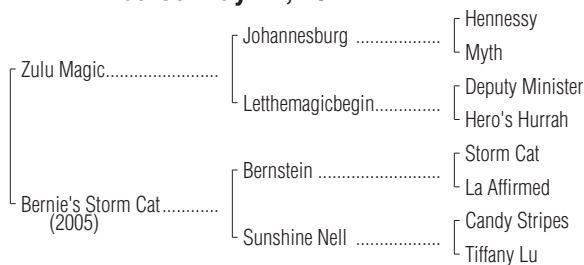 Hennessy
Johannesburg ..................
Myth
Zulu Magic........................
Deputy Minister
Letthemagicbegin..............
Hero's Hurrah
Storm Cat
Bernstein ..........................
La Affirmed
Bernie's Storm Cat............
(2005)
Candy Stripes
Sunshine Nell ..................
Tiffany Lu